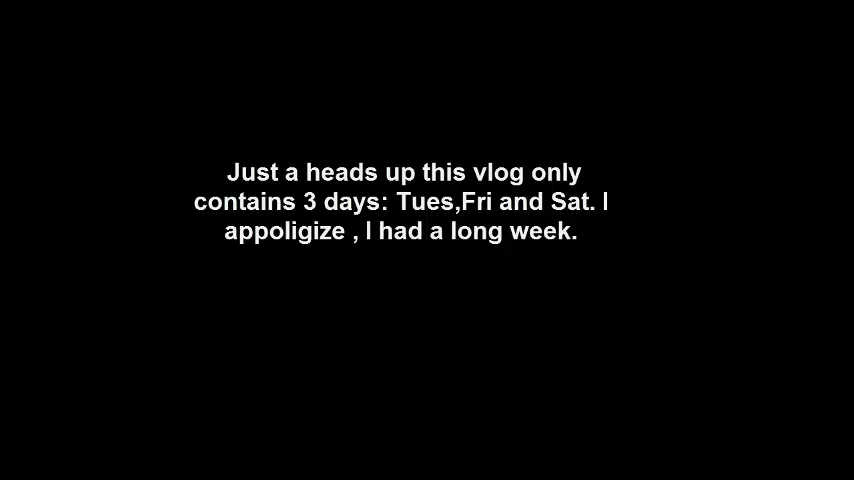 Just a heads up this vlog only
contains 3 days: Tues,Fri and Sat. I
appoligize , I had a long week.